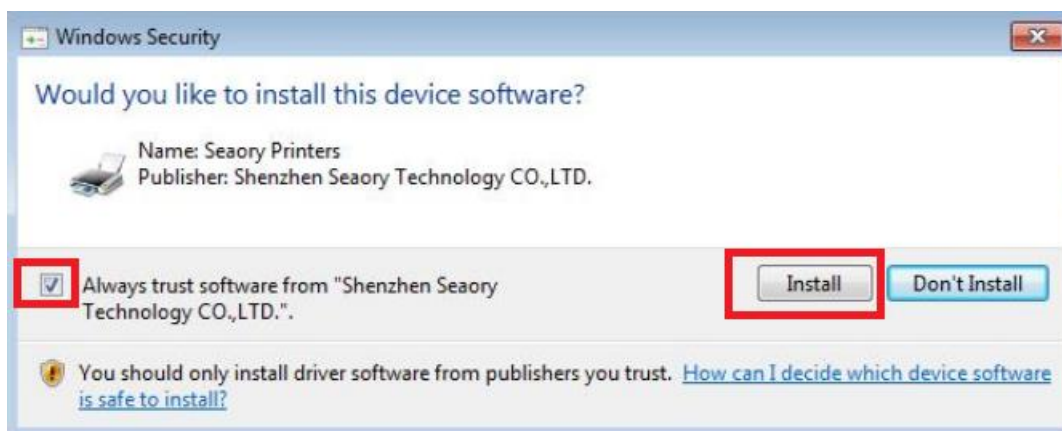 Windows Security
Would you like to install this device software?
Name: Seaory Printers
Publisher: Shenzhen Seaory Technology CO.,LTD.
Always trust software from "Shenzhen Seaory
Technology CO.,LTD.".
Install
Don't Install
You should only install driver software from publishers you trust. How can I decide which device software
is safe to install?